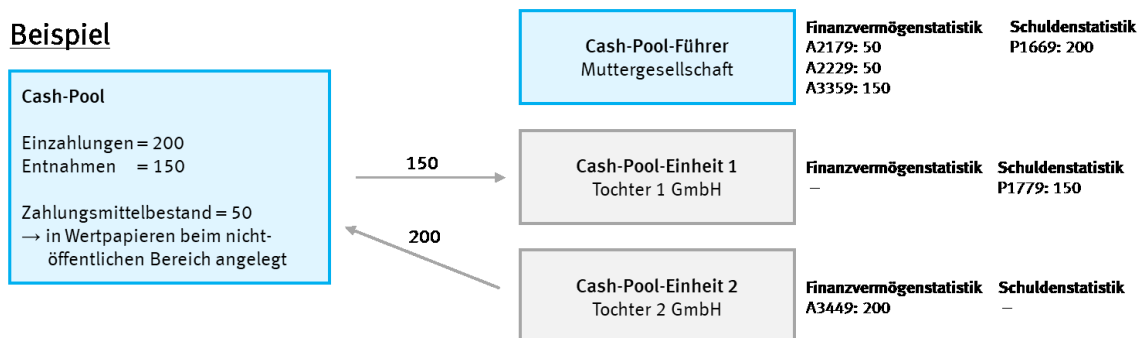 Beispiel
Cash-Pool
Einzahlungen = 200
Entnahmen = 150
Zahlungsmittelbestand = 50
→ in Wertpapieren beim nicht-
öffentlichen Bereich angelegt
150
200
Cash-Pool-Führer
Muttergesellschaft
Finanzvermögenstatistik Schuldenstatistik
A2179: 50 P1669: 200
A2229: 50
A3359: 150
Cash-Pool-Einheit 1
Tochter 1 GmbH
Finanzvermögenstatistik Schuldenstatistik
– P1779: 150
Cash-Pool-Einheit 2
Tochter 2 GmbH
Finanzvermögenstatistik Schuldenstatistik
A3449: 200 –